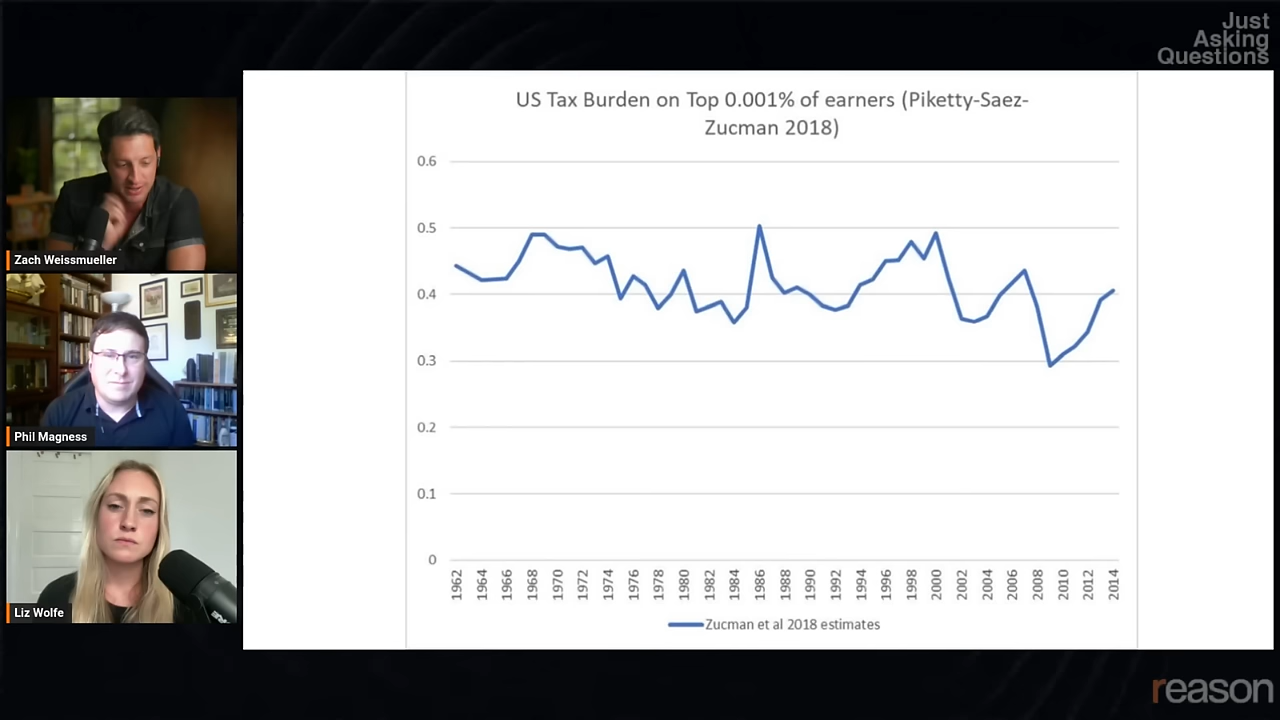 Just
Asking
Questions
US Tax Burden on Top 0.001% of earners (Piketty-Saez-
Zucman 2018)
0.6
0.5
0.4
0.3
0.2
0.1
0
1962 1964 1966 1968 1970 1972 1974 1976 1978 1980 1982 1984 1986 1988 1990 1992 1994 1996 1998 2000 2002 2004 2006 2008 2010 2012 2014
Zucman et al 2018 estimates
Zach Weissmueller
Phil Magness
Liz Wolfe
reason